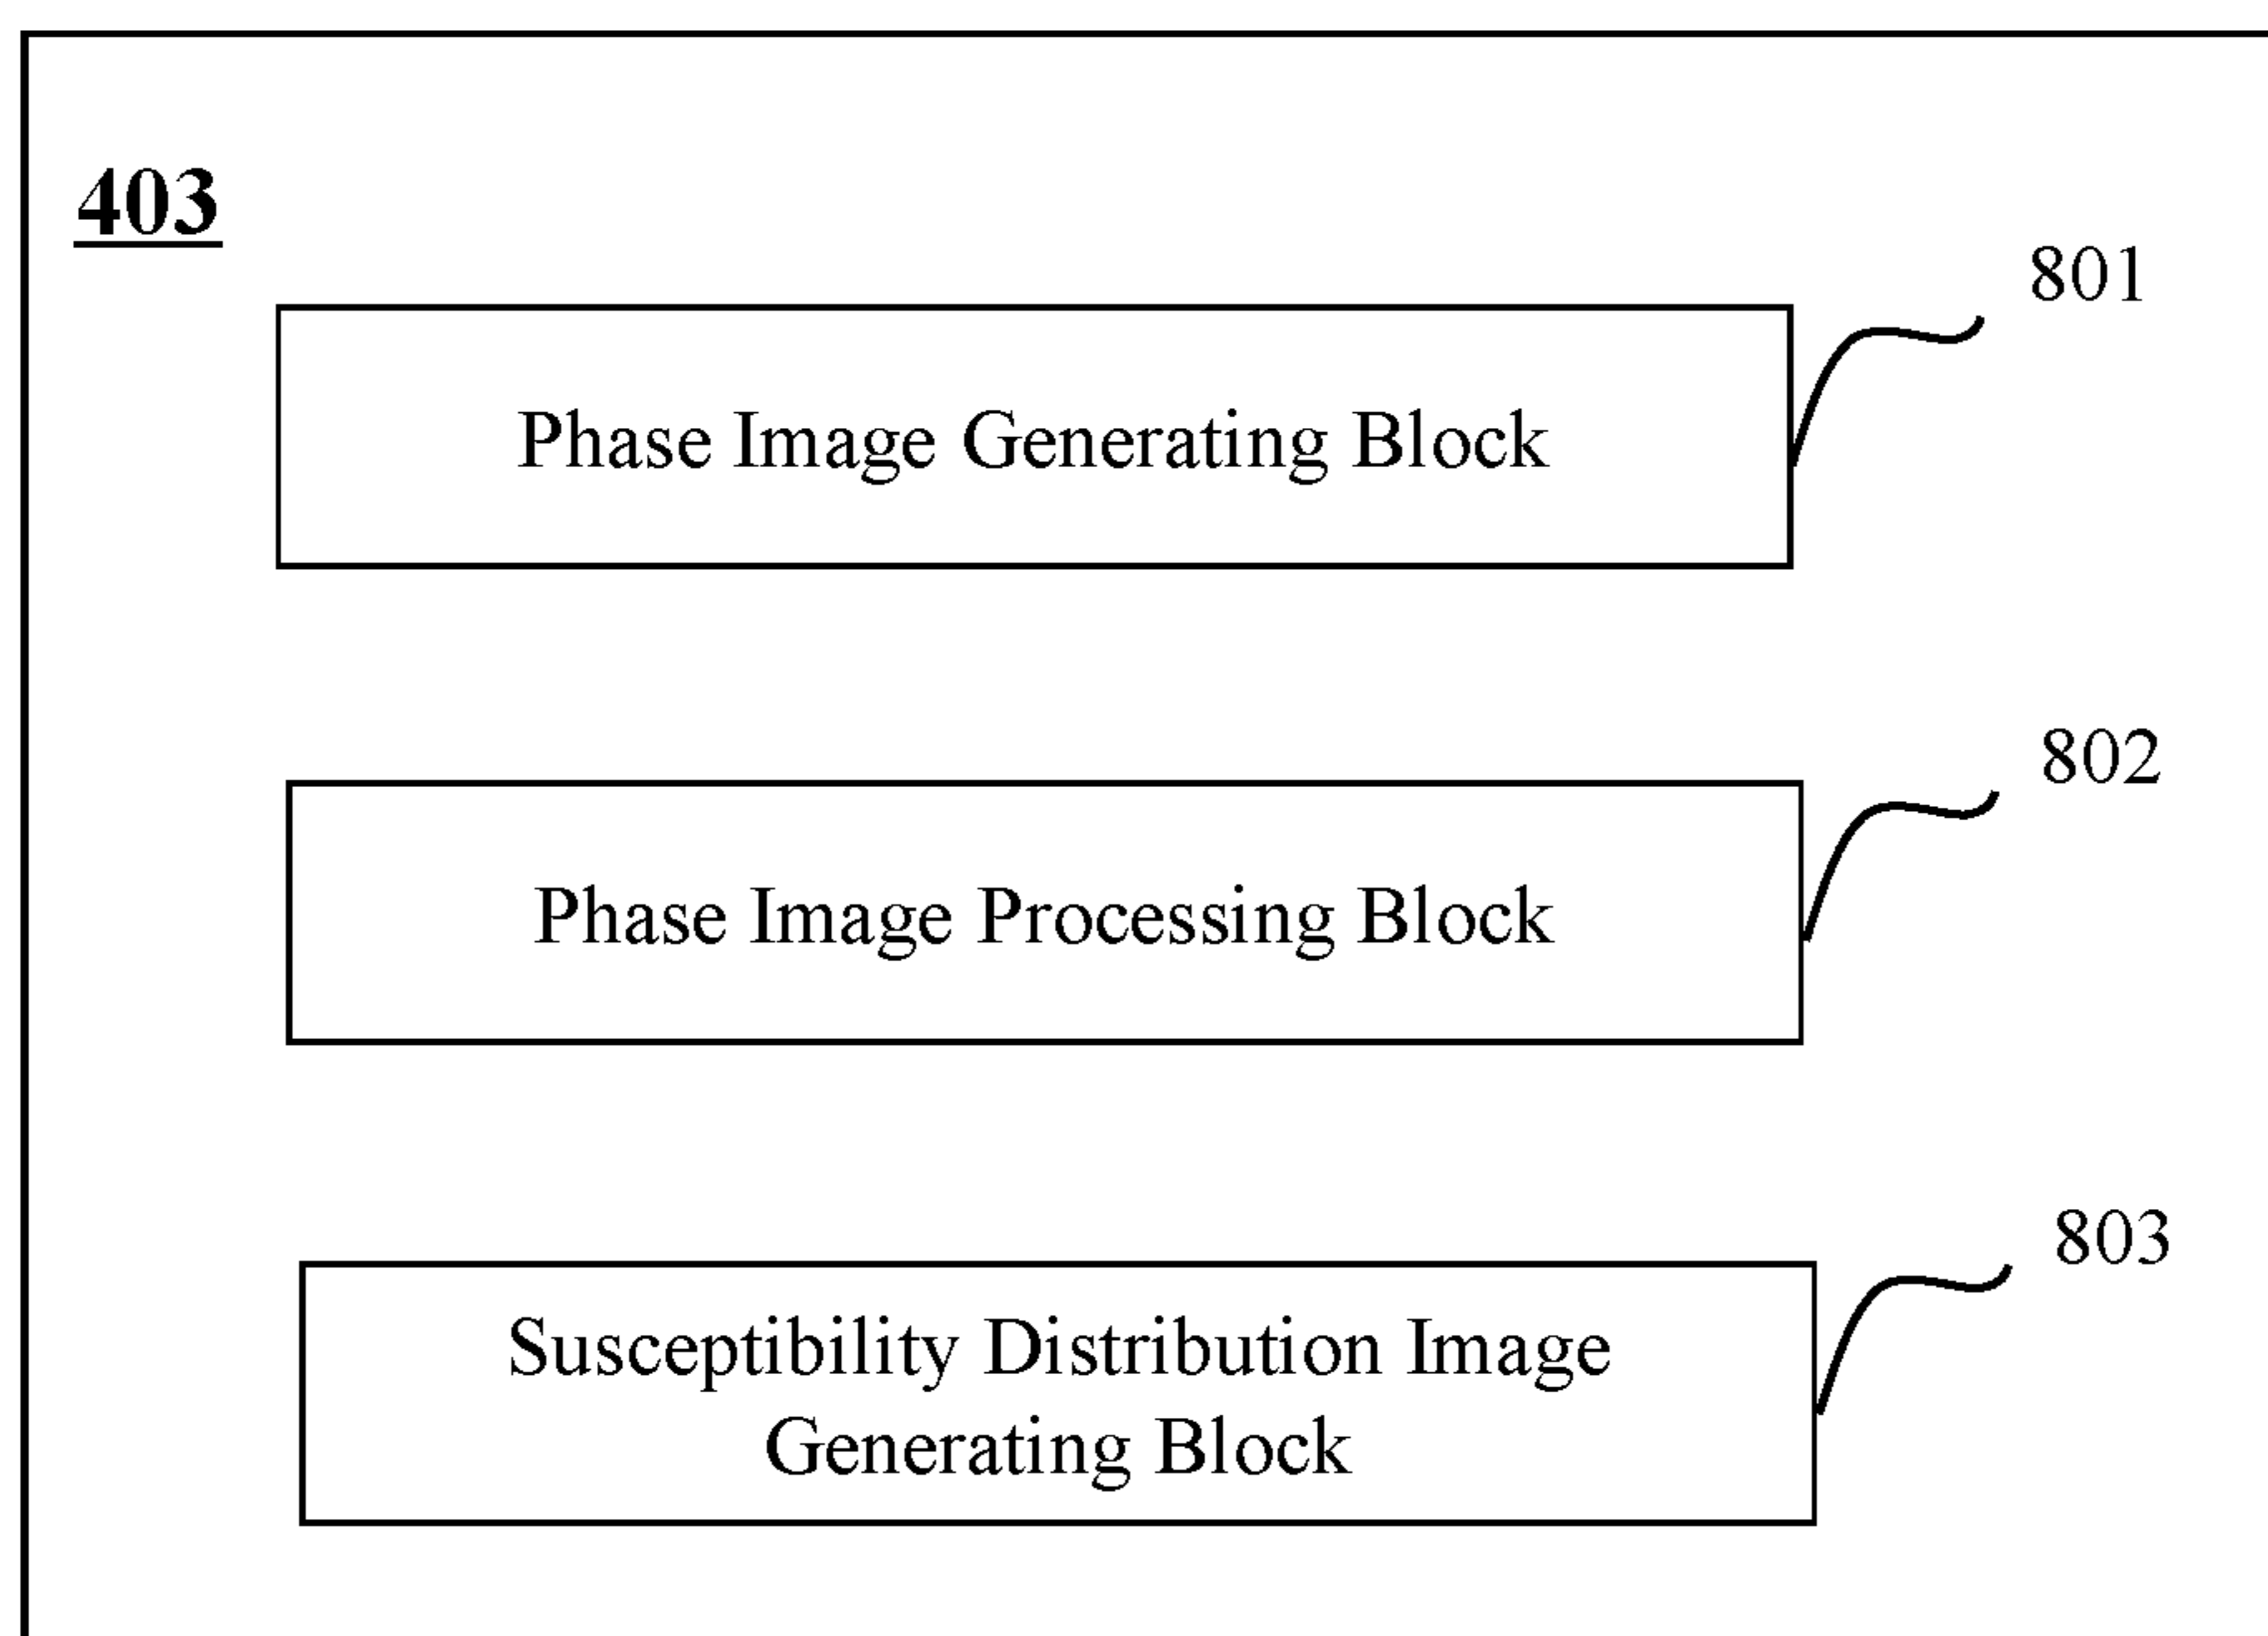 403
801
Phase Image Generating Block
802
Phase Image Processing Block
803
Susceptibility Distribution Image
Generating Block